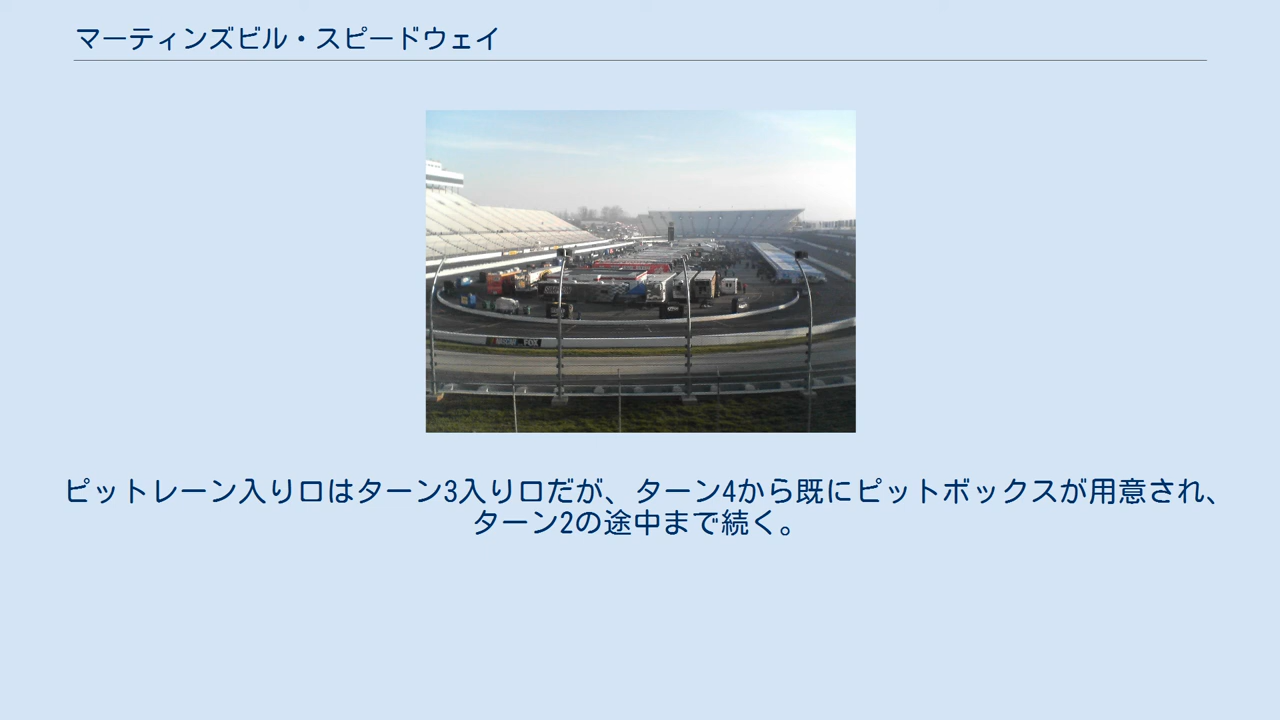 マーティンズビル・スピードウェイ
NASCAR FOX
ピットレーン入り口はターン3入り口だが、ターン4から既にピットボックスが用意され、
ターン2の途中まで続く。